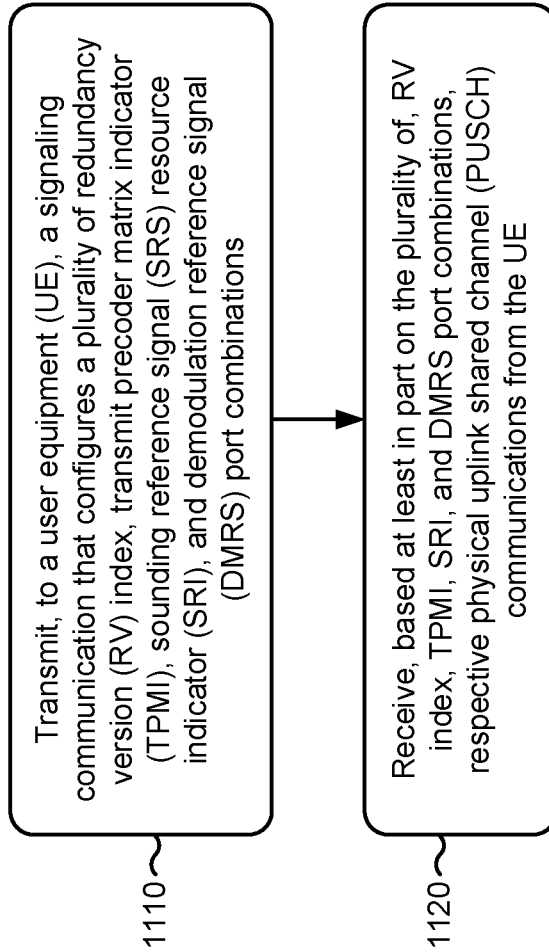 1110
Transmit, to a user equipment (UE), a signaling
communication that configures a plurality of redundancy
version (RV) index, transmit precoder matrix indicator
(TPMI), sounding reference signal (SRS) resource
indicator (SRI), and demodulation reference signal
(DMRS) port combinations
1120
Receive, based at least in part on the plurality of, RV
index, TPMI, SRI, and DMRS port combinations,
respective physical uplink shared channel (PUSCH)
communications from the UE